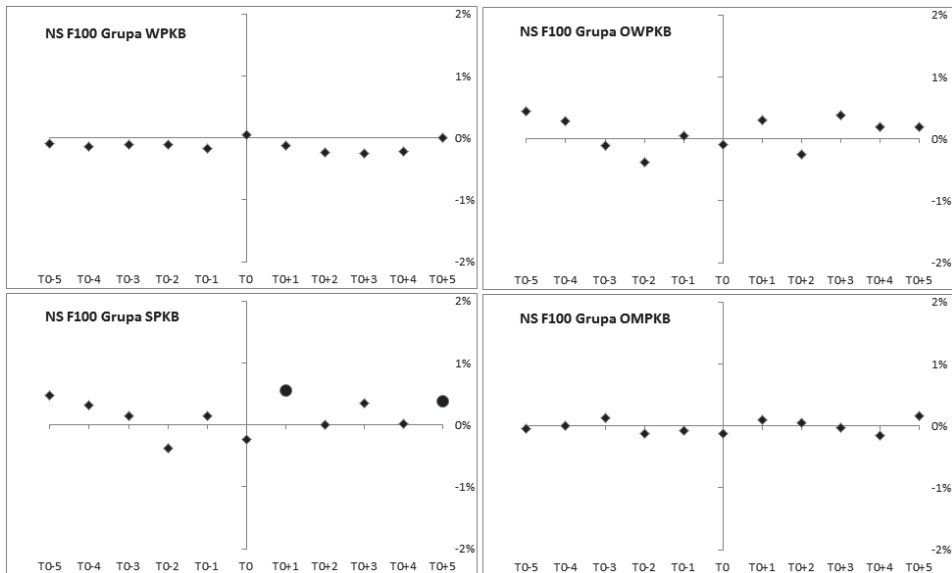 NS F100 Grupa WPKB
2%
1%
0%
-1%
-2%
T0-5 T0-4 T0-3 T0-2 T0-1 T0 T0+1 T0+2 T0+3 T0+4 T0+5
NS F100 Grupa OWPKB
2%
1%
0%
-1%
-2%
T0-5 T0-4 T0-3 T0-2 T0-1 T0 T0+1 T0+2 T0+3 T0+4 T0+5
NS F100 Grupa SPKB
2%
1%
0%
-1%
-2%
T0-5 T0-4 T0-3 T0-2 T0-1 T0 T0+1 T0+2 T0+3 T0+4 T0+5
NS F100 Grupa OMPKB
2%
1%
0%
-1%
-2%
T0-5 T0-4 T0-3 T0-2 T0-1 T0 T0+1 T0+2 T0+3 T0+4 T0+5